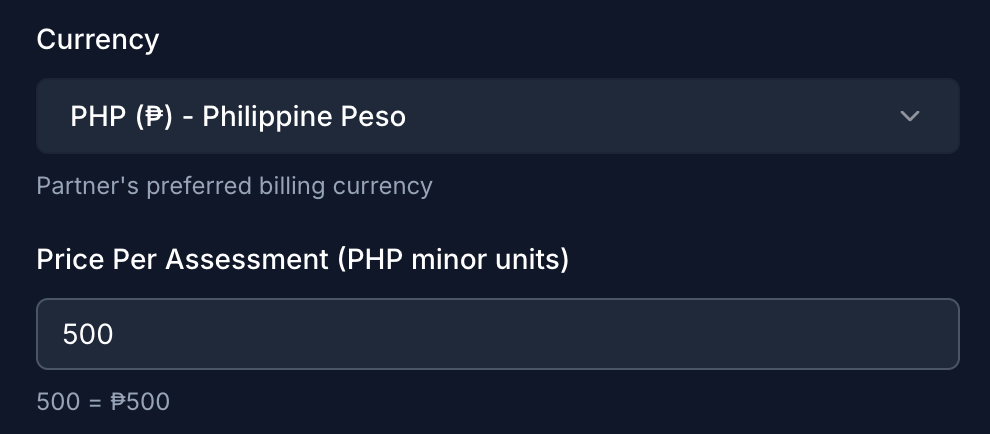 Currency
PHP (₱) - Philippine Peso
Partner's preferred billing currency
Price Per Assessment (PHP minor units)
500
500 = ₱500